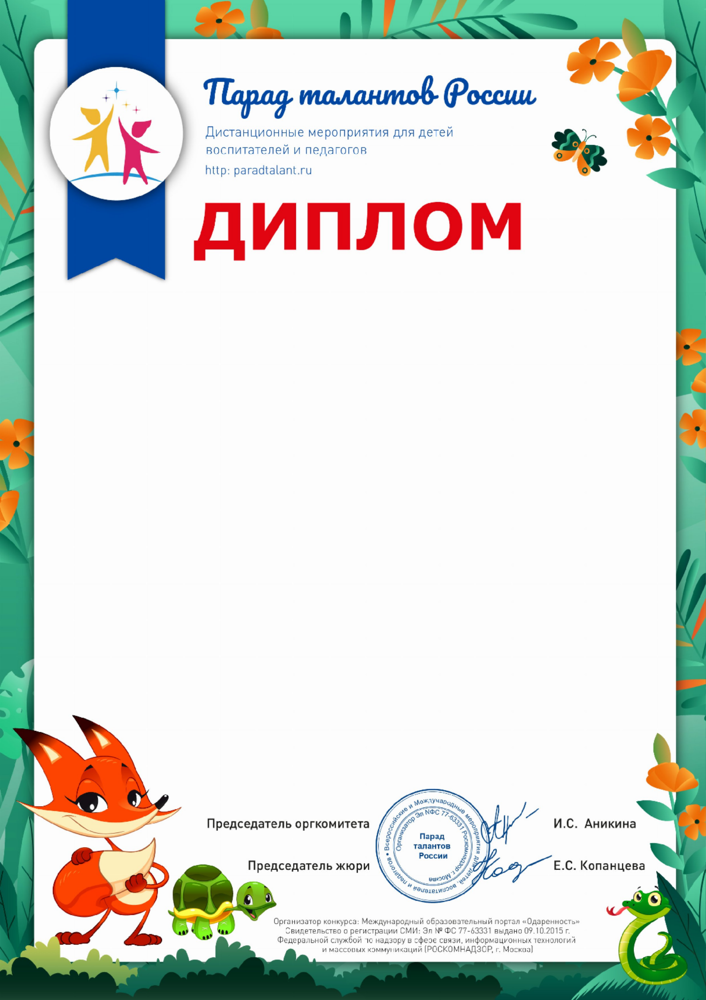 Парад талантов России
Дистанционные мероприятия для детей
воспитателей и педагогов
http: paradtalant.ru
ДИПЛОМ
Председатель оргкомитета
И.С. Аникина
Всероссийские и Международные мероприятия для детей, воспитателей и педагогов •
Организатор Эл №ФС 77-63331 Роскомнадзор г. Москва
Парад
талантов
России
Председатель жюри
Е.С. Копанцева
Организатор конкурса: Международный образовательный портал «Одаренность»
Свидетельство о регистрации СМИ: Эл № ФС 77-63331 выдано 09.10.2015 г.
Федеральной службой по надзору в сфере связи, информационных технологий
и массовых коммуникаций (РОСКОМНАДЗОР, г. Москва)